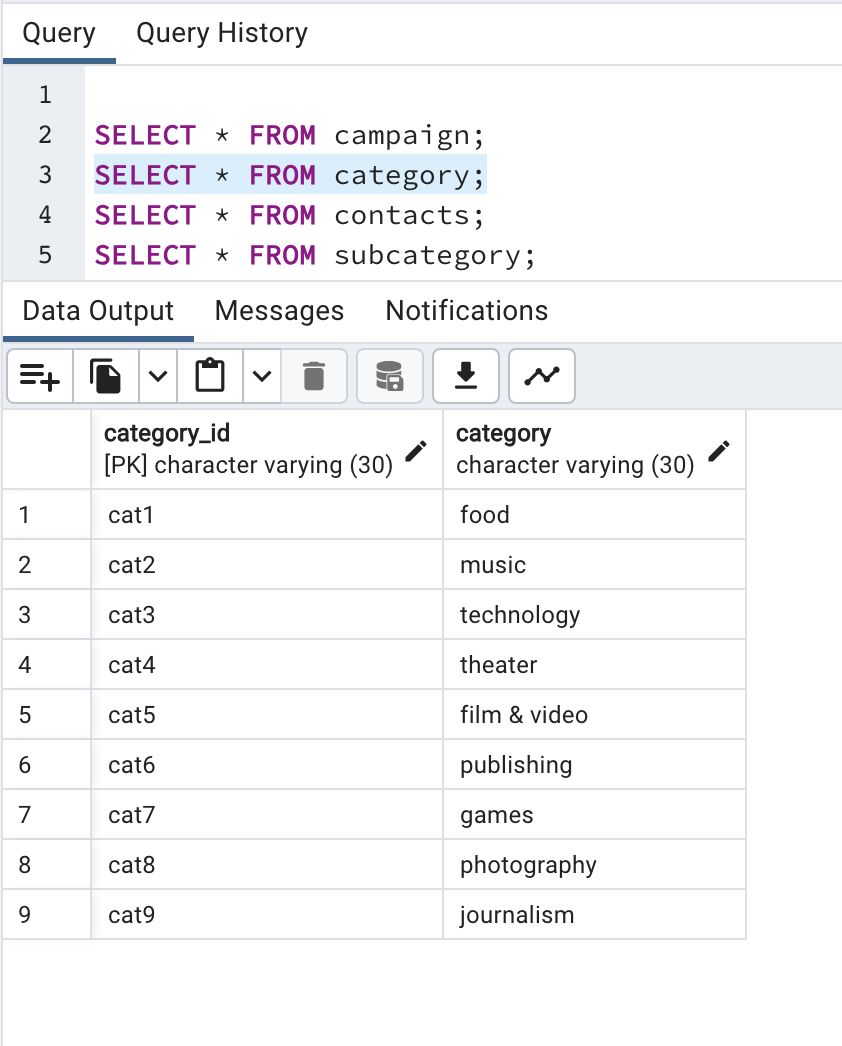 Query Query History
1
2 SELECT * FROM campaign;
3 SELECT * FROM category;
4 SELECT * FROM contacts;
5 SELECT * FROM subcategory;
Data Output Messages Notifications
category_id category
[PK] character varying (30) character varying (30)
1 cat1 food
2 cat2 music
3 cat3 technology
4 cat4 theater
5 cat5 film & video
6 cat6 publishing
7 cat7 games
8 cat8 photography
9 cat9 journalism